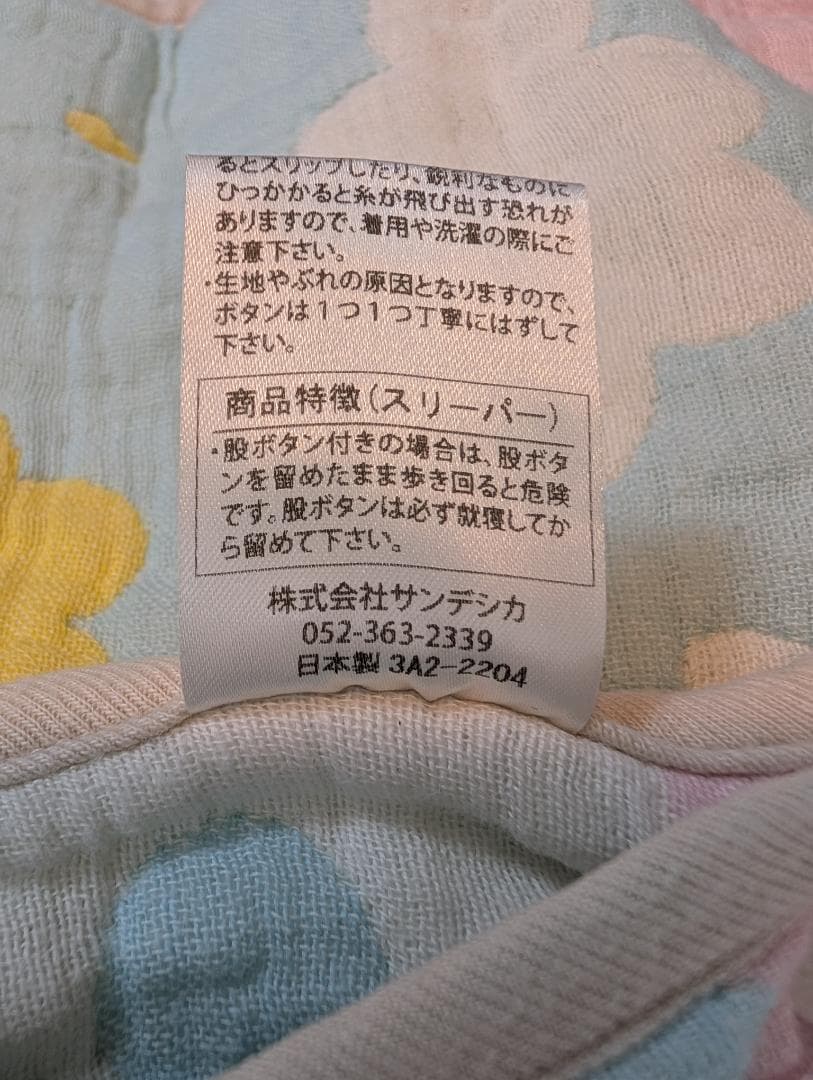 るとスリップしたり、鋭利なものに
ひっかかると糸が飛び出す恐れが
ありますので、着用や洗濯の際にご
注意下さい。
・生地やぶれの原因となりますので、
ボタンは1つ1つ丁寧にはずして
下さい。
商品特徴(スリーパー)
・股ボタン付きの場合は、股ボタ
ンを留めたまま歩き回ると危険
です。股ボタンは必ず就寝してか
ら留めて下さい。
株式会社サンデシカ
052-363-2339
日本製 3A2-2204